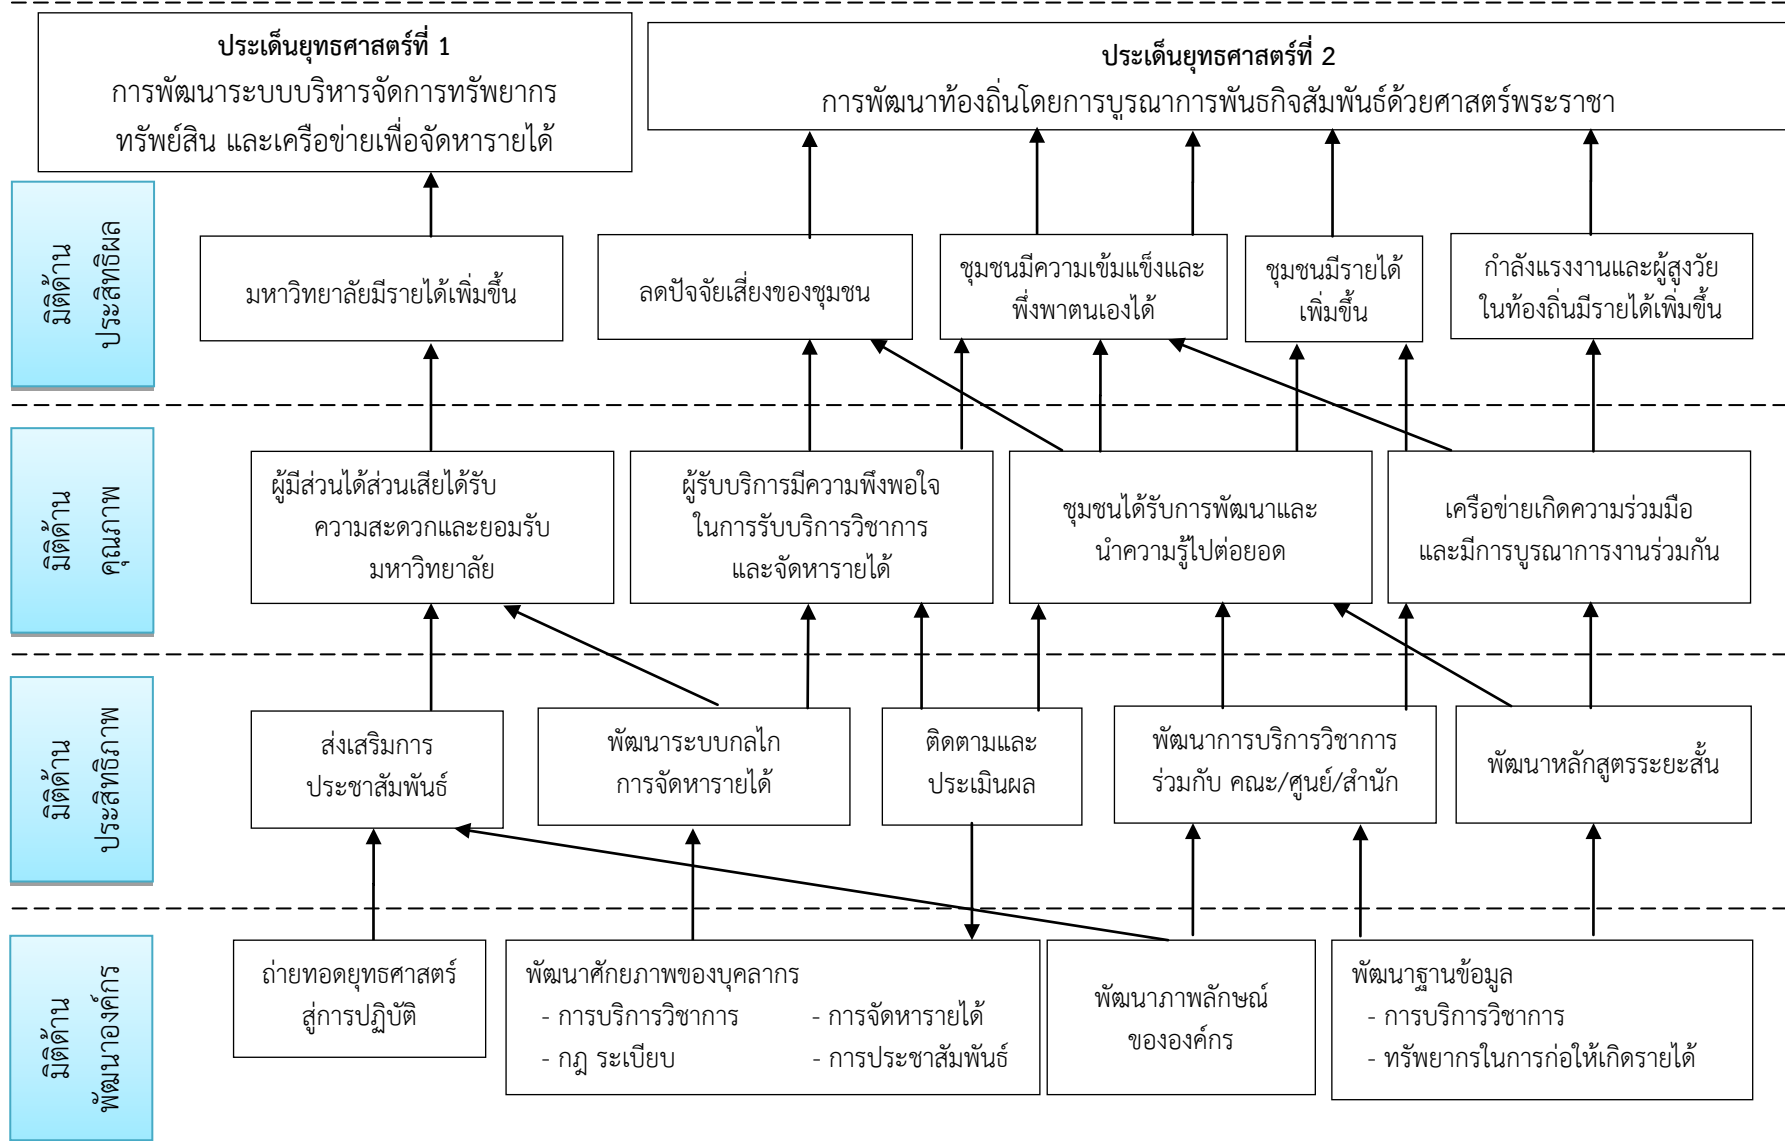 ประเด็นยุทธศาสตร์ที่ 1
การพัฒนาระบบบริหารจัดการทรัพยากร
ทรัพย์สิน และเครือข่ายเพื่อจัดหารายได้
ประเด็นยุทธศาสตร์ที่ 2
การพัฒนาท้องถิ่นโดยการบูรณาการพันธกิจสัมพันธ์ด้วยศาสตร์พระราชา
มิติด้าน
ประสิทธิผล
มหาวิทยาลัยมีรายได้เพิ่มขึ้น
ลดปัจจัยเสี่ยงของชุมชน
ชุมชนมีความเข้มแข็งและ
พึ่งพาตนเองได้
ชุมชนมีรายได้
เพิ่มขึ้น
กำลังแรงงานและผู้สูงวัย
ในท้องถิ่นมีรายได้เพิ่มขึ้น
มิติด้าน
คุณภาพ
ผู้มีส่วนได้ส่วนเสียได้รับ
ความสะดวกและยอมรับ
มหาวิทยาลัย
ผู้รับบริการมีความพึงพอใจ
ในการรับบริการวิชาการ
และจัดหารายได้
ชุมชนได้รับการพัฒนาและ
นำความรู้ไปต่อยอด
เครือข่ายเกิดความร่วมมือ
และมีการบูรณาการงานร่วมกัน
มิติด้าน
ประสิทธิภาพ
ส่งเสริมการ
ประชาสัมพันธ์
พัฒนาระบบกลไก
การจัดหารายได้
ติดตามและ
ประเมินผล
พัฒนาการบริการวิชาการ
ร่วมกับ คณะ/ศูนย์/สำนัก
พัฒนาหลักสูตรระยะสั้น
มิติด้าน
พัฒนาองค์กร
ถ่ายทอดยุทธศาสตร์
สู่การปฏิบัติ
พัฒนาศักยภาพของบุคลากร
- การบริการวิชาการ - การจัดหารายได้
- กฎ ระเบียบ - การประชาสัมพันธ์
พัฒนาภาพลักษณ์
ขององค์กร
พัฒนาฐานข้อมูล
- การบริการวิชาการ
- ทรัพยากรในการก่อให้เกิดรายได้